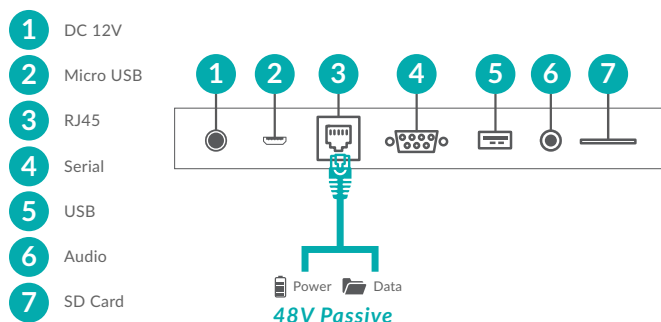 1 DC 12V
2 Micro USB
3 RJ45
4 Serial
5 USB
6 Audio
7 SD Card
1 2 3 4 5 6 7
Power Data
48V Passive